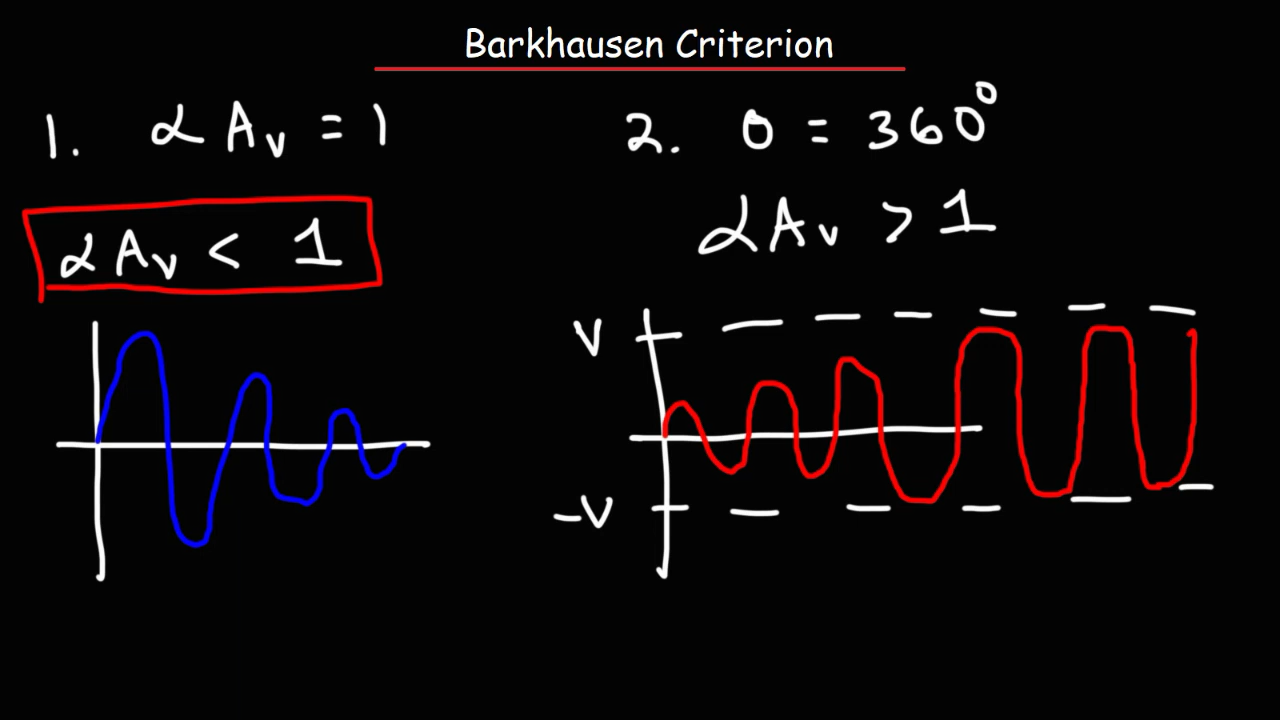 Barkhausen Criterion
1. αAv = 1
2. θ = 360°
αAv < 1
αAv > 1
V
-V